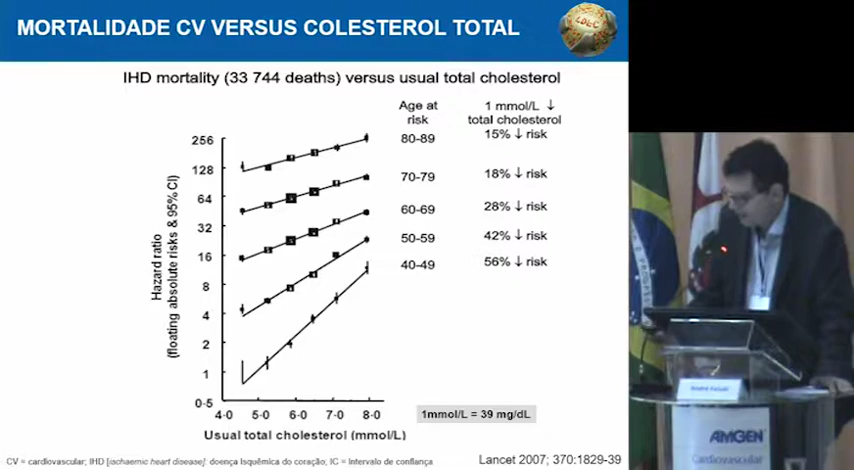 MORTALIDADE CV VERSUS COLESTEROL TOTAL
LDEC
IHD mortality (33 744 deaths) versus usual total cholesterol
Age at risk
1 mmol/L ↓ total cholesterol
80-89 15% ↓ risk
70-79 18% ↓ risk
60-69 28% ↓ risk
50-59 42% ↓ risk
40-49 56% ↓ risk
Hazard ratio
(floating absolute risks & 95% CI)
256
128
64
32
16
8
4
2
1
0·5
4·0 5·0 6·0 7·0 8·0
Usual total cholesterol (mmol/L)
1mmol/L = 39 mg/dL
CV = cardiovascular; IHD [ischaemic heart disease]: doença Isquêmica do coração; IC = Intervalo de confiança
Lancet 2007; 370:1829-39
AMGEN
Cardiovascular